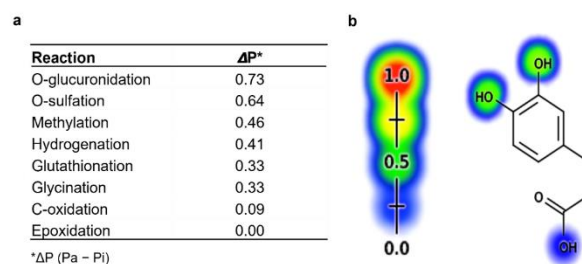 a
Reaction ΔP*
O-glucuronidation 0.73
O-sulfation 0.64
Methylation 0.46
Hydrogenation 0.41
Glutathionation 0.33
Glycination 0.33
C-oxidation 0.09
Epoxidation 0.00
*ΔP (Pa – Pi)
b
1.0
0.5
0.0
OH
HO
O
OH